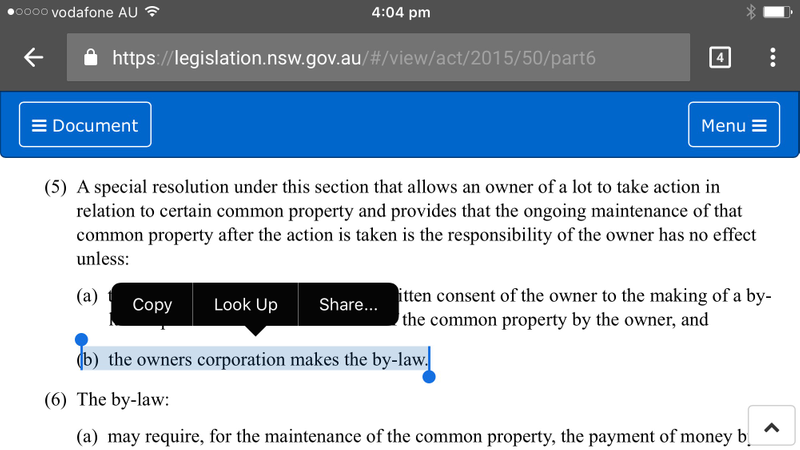 vodafone AU 4:04 pm
https://legislation.nsw.gov.au/#/view/act/2015/50/part6 4
Document Menu
(5) A special resolution under this section that allows an owner of a lot to take action in
relation to certain common property and provides that the ongoing maintenance of that
common property after the action is taken is the responsibility of the owner has no effect
unless:
(a) consent of the owner to the making of a by-
Copy Look Up Share...
the common property by the owner, and
(b) the owners corporation makes the by-law.
(6) The by-law:
(a) may require, for the maintenance of the common property, the payment of money